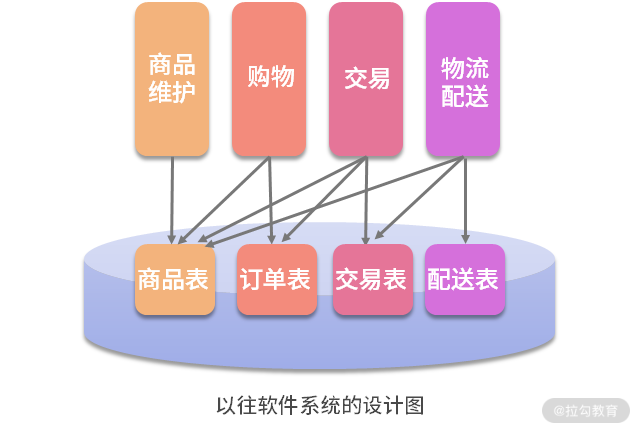 商品
维护
购物
交易
物流
配送
商品表
订单表
交易表
配送表
以往软件系统的设计图
@拉勾教育